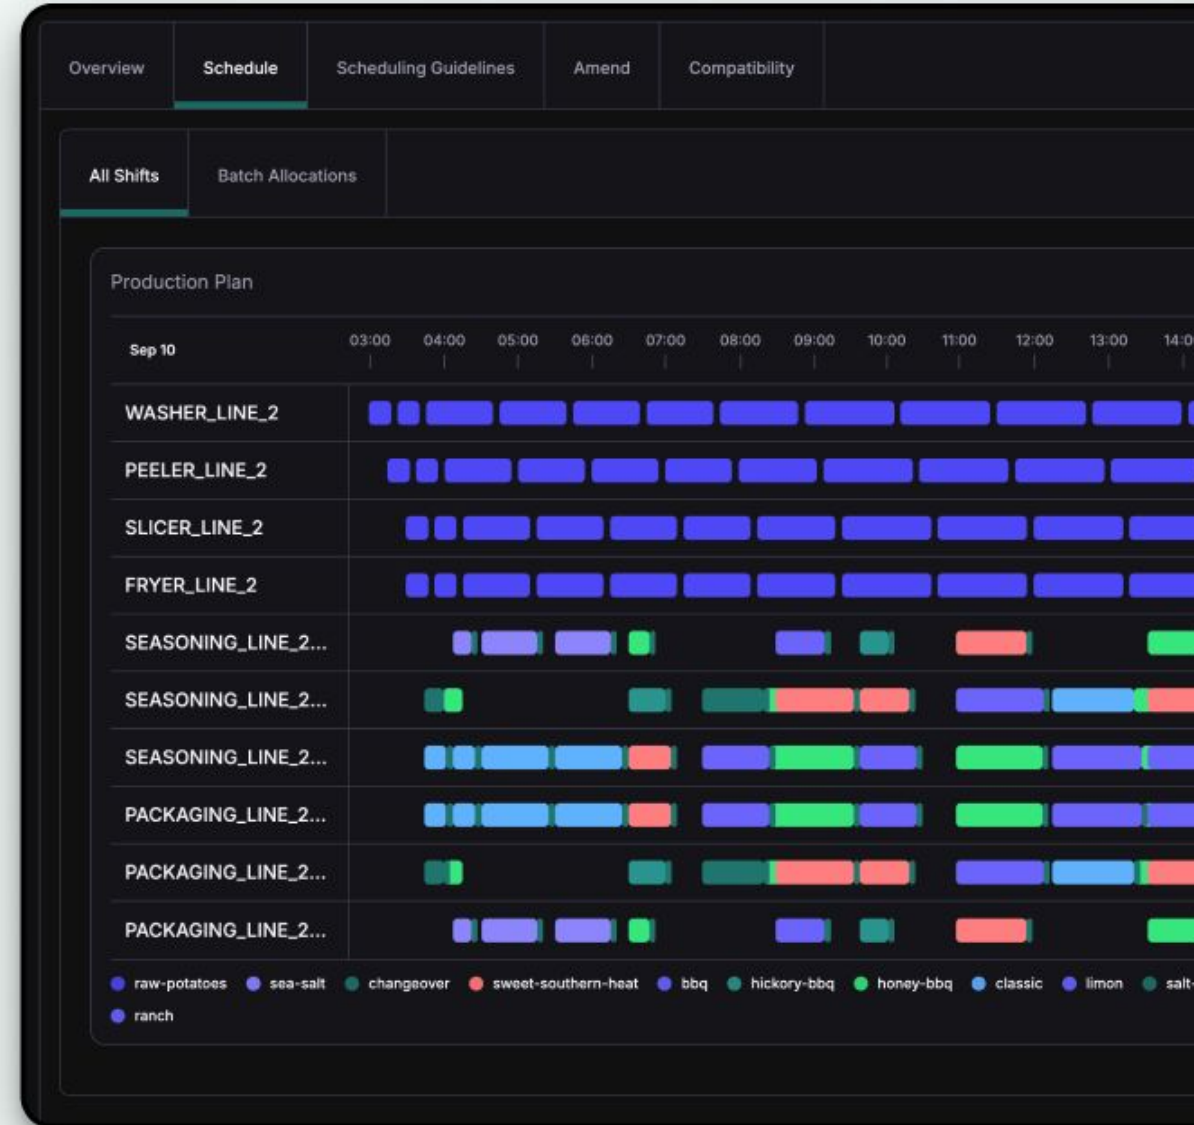 Overview Schedule Scheduling Guidelines Amend Compatibility
All Shifts Batch Allocations
Production Plan
Sep 10 03:00 04:00 05:00 06:00 07:00 08:00 09:00 10:00 11:00 12:00 13:00 14:0
WASHER_LINE_2
PEELER_LINE_2
SLICER_LINE_2
FRYER_LINE_2
SEASONING_LINE_2...
SEASONING_LINE_2...
SEASONING_LINE_2...
PACKAGING_LINE_2...
PACKAGING_LINE_2...
PACKAGING_LINE_2...
raw-potatoes sea-salt changeover sweet-southern-heat bbq hickory-bbq honey-bbq classic limon salt-
ranch